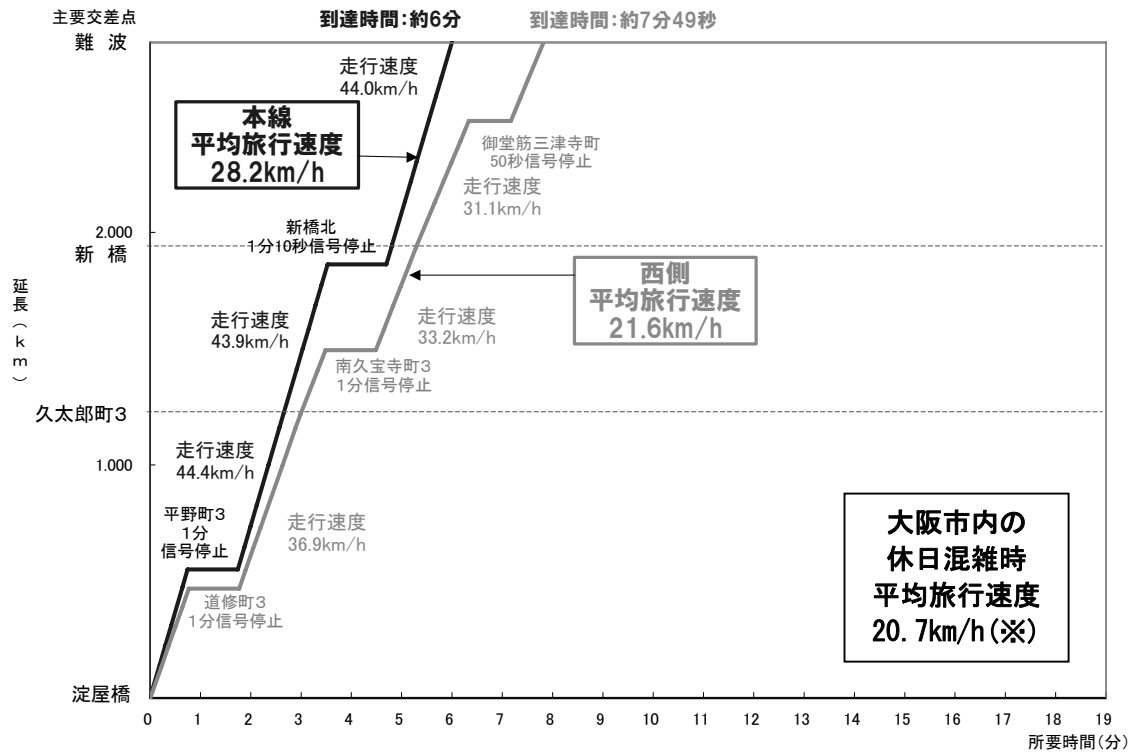 主要交差点
到達時間：約6分
到達時間：約7分49秒
難 波
走行速度
44.0km/h
本線
平均旅行速度
28.2km/h
御堂筋三津寺町
50秒信号停止
走行速度
31.1km/h
新橋北
1分10秒信号停止
2.000
新 橋
西側
平均旅行速度
21.6km/h
延長（km）
走行速度
43.9km/h
走行速度
33.2km/h
南久宝寺町3
1分信号停止
久太郎町3
走行速度
44.4km/h
1.000
平野町3
1分
信号停止
走行速度
36.9km/h
道修町3
1分信号停止
大阪市内の
休日混雑時
平均旅行速度
20.7km/h(※)
淀屋橋
0 1 2 3 4 5 6 7 8 9 10 11 12 13 14 15 16 17 18 19
所要時間(分)